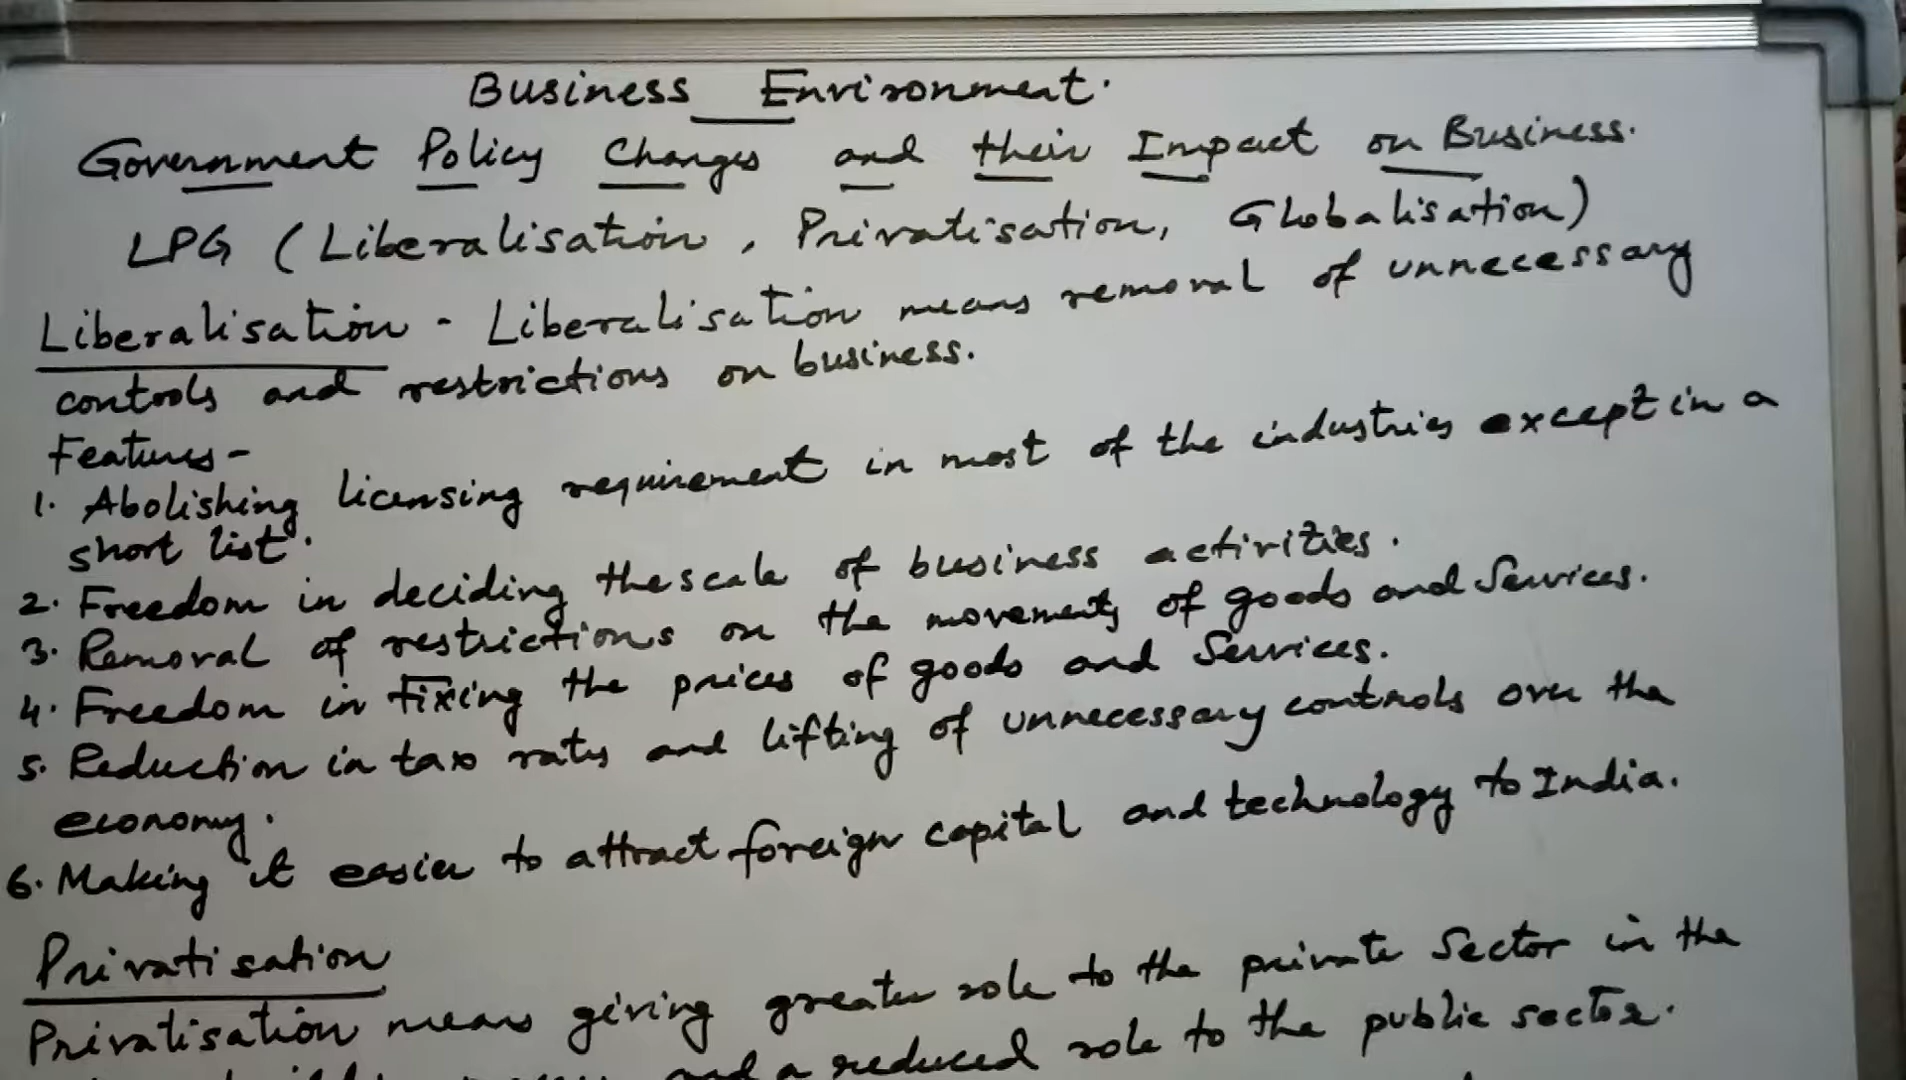 Business Environment.
Government Policy Changes and their Impact on Business.
LPG (Liberalisation, Privatisation, Globalisation)
Liberalisation - Liberalisation means removal of unnecessary
controls and restrictions on business.
Features-
1. Abolishing licensing requirement in most of the industries except in a
short list.
2. Freedom in deciding the scale of business activities.
3. Removal of restrictions on the movements of goods and Services.
4. Freedom in fixing the prices of goods and Services.
5. Reduction in tax rates and lifting of unnecessary controls over the
economy.
6. Making it easier to attract foreign capital and technology to India.
Privatisation
Privatisation means giving greater role to the private Sector in the
and a reduced role to the public sector.